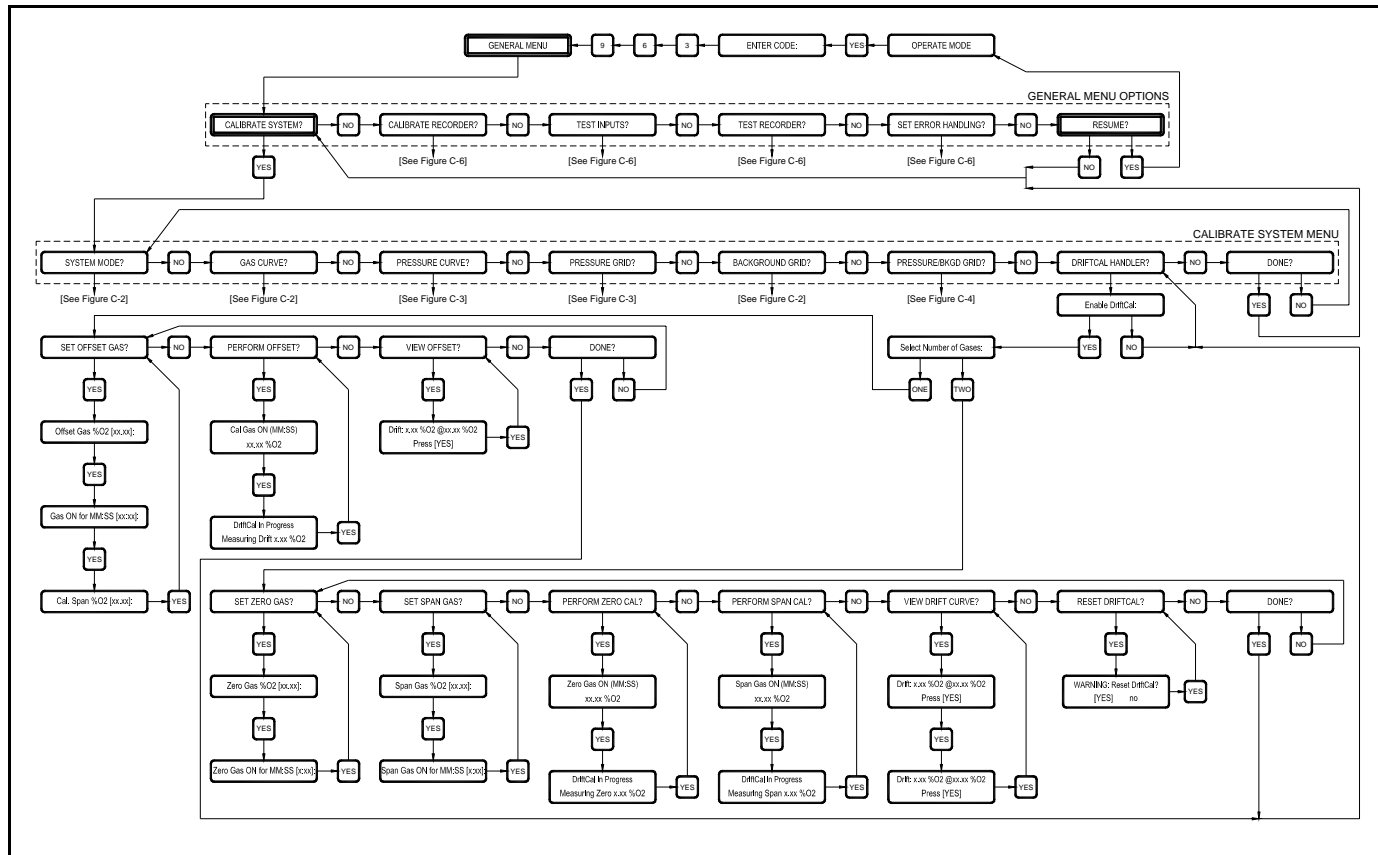 GENERAL MENU 9 6 3 ENTER CODE: YES OPERATE MODE
GENERAL MENU OPTIONS
CALIBRATE SYSTEM? NO CALIBRATE RECORDER? NO TEST INPUTS? NO TEST RECORDER? NO SET ERROR HANDLING? NO RESUME?
[See Figure C-6] [See Figure C-6] [See Figure C-6] [See Figure C-6]
YES NO YES
CALIBRATE SYSTEM MENU
SYSTEM MODE? NO GAS CURVE? NO PRESSURE CURVE? NO PRESSURE GRID? NO BACKGROUND GRID? NO PRESSURE/BKGD GRID? NO DRIFTCAL HANDLER? NO DONE?
[See Figure C-2] [See Figure C-2] [See Figure C-3] [See Figure C-3] [See Figure C-2] [See Figure C-4]
Enable DriftCal: YES NO
SET OFFSET GAS? NO PERFORM OFFSET? NO VIEW OFFSET? NO DONE? Select Number of Gases: YES NO
YES YES YES YES NO ONE TWO
Offset Gas %O2 [xx.xx]:
Cal Gas ON (MM:SS)
xx.xx %O2
Drift: x.xx %O2 @xx.xx %O2
Press [YES]
YES
YES YES
Gas ON for MM:SS [xx:xx]:
DriftCal In Progress
Measuring Drift x.xx %O2
YES
YES
Cal. Span %O2 [xx.xx]: YES
SET ZERO GAS? NO SET SPAN GAS? NO PERFORM ZERO CAL? NO PERFORM SPAN CAL? NO VIEW DRIFT CURVE? NO RESET DRIFTCAL? NO DONE?
YES YES YES YES YES YES YES NO
Zero Gas %O2 [xx.xx]:
Span Gas %O2 [xx.xx]:
Zero Gas ON (MM:SS)
xx.xx %O2
Span Gas ON (MM:SS)
xx.xx %O2
Drift: x.xx %O2 @xx.xx %O2
Press [YES]
WARNING: Reset DriftCal?
[YES] no
YES
YES YES YES YES YES
Zero Gas ON for MM:SS [x:xx]: YES
Span Gas ON for MM:SS [x:xx]: YES
DriftCal In Progress
Measuring Zero x.xx %O2
YES
DriftCal In Progress
Measuring Span x.xx %O2
YES
Drift: x.xx %O2 @xx.xx %O2
Press [YES]
YES